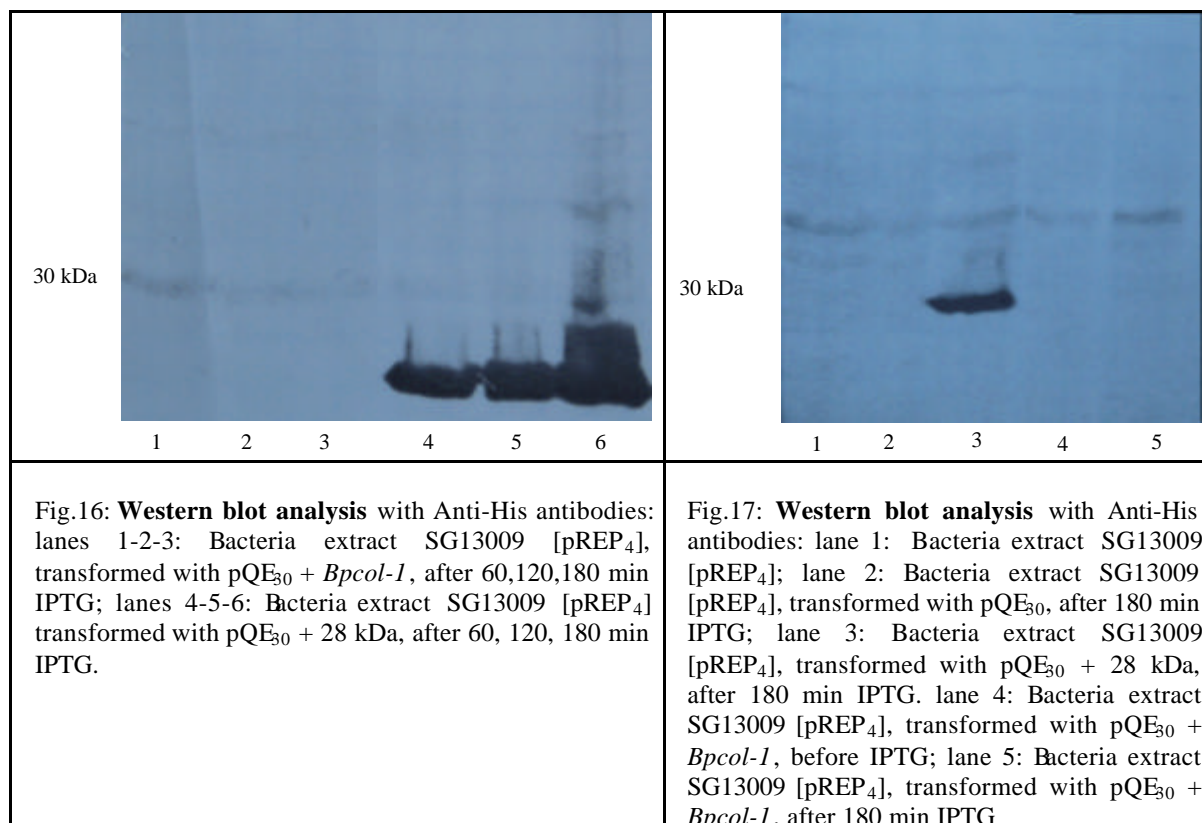 30 kDa
1 2 3 4 5 6
Fig.16: Western blot analysis with Anti-His antibodies:
lanes 1-2-3: Bacteria extract SG13009 [pREP4],
transformed with pQE30 + Bpcol-1, after 60,120,180 min
IPTG; lanes 4-5-6: Bacteria extract SG13009 [pREP4]
transformed with pQE30 + 28 kDa, after 60, 120, 180 min
IPTG.
30 kDa
1 2 3 4 5
Fig.17: Western blot analysis with Anti-His
antibodies: lane 1: Bacteria extract SG13009
[pREP4]; lane 2: Bacteria extract SG13009
[pREP4], transformed with pQE30, after 180 min
IPTG; lane 3: Bacteria extract SG13009
[pREP4], transformed with pQE30 + 28 kDa,
after 180 min IPTG. lane 4: Bacteria extract
SG13009 [pREP4], transformed with pQE30 +
Bpcol-1, before IPTG; lane 5: Bacteria extract
SG13009 [pREP4], transformed with pQE30 +
Bpcol-1, after 180 min IPTG